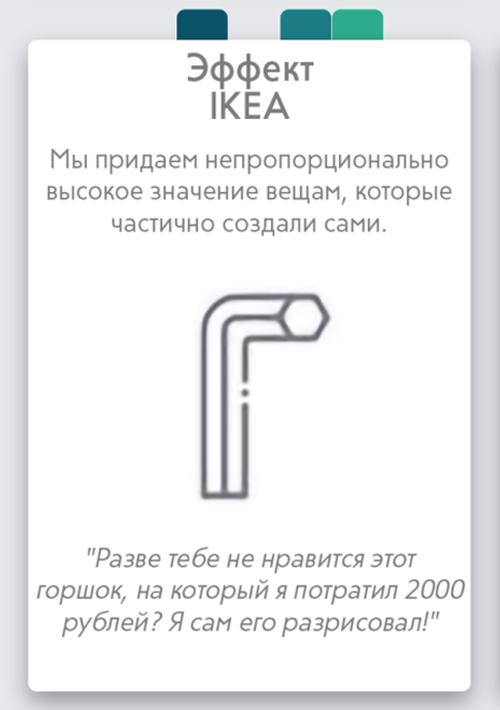 Эффект
IKEA
Мы придаем непропорционально
высокое значение вещам, которые
частично создали сами.
"Разве тебе не нравится этот
горшок, на который я потратил 2000
рублей? Я сам его разрисовал!"